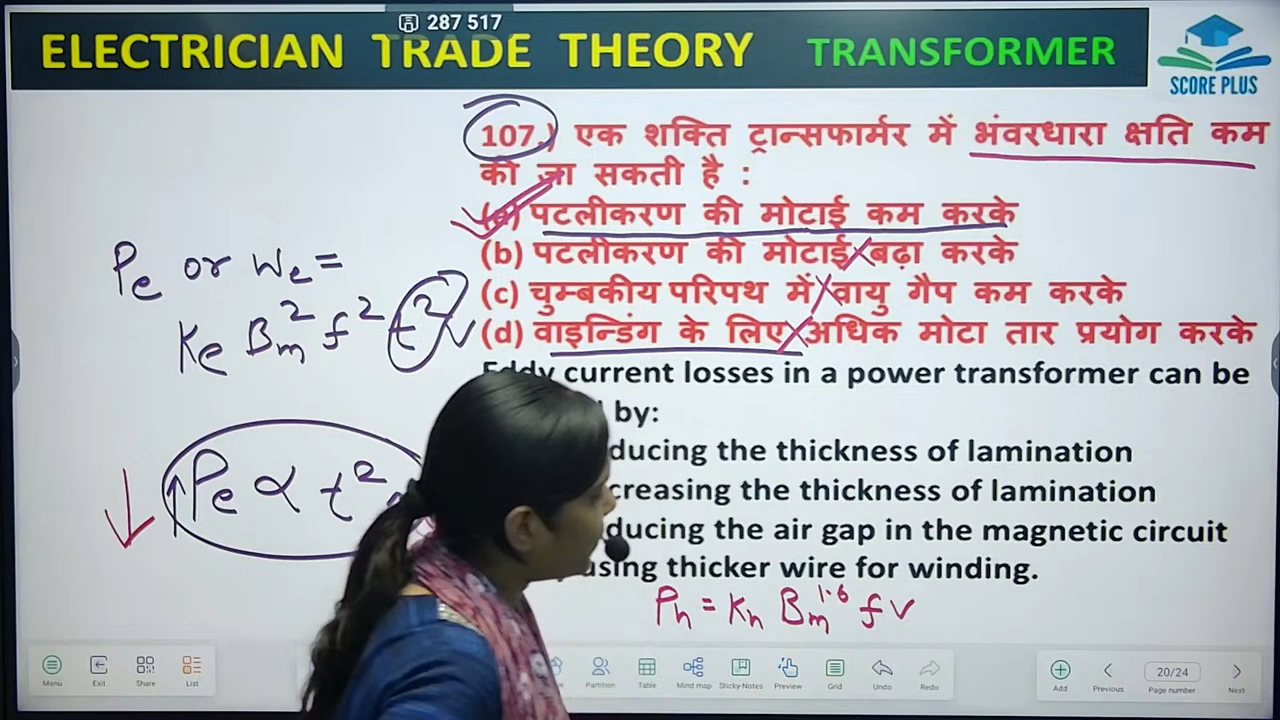 287 517
ELECTRICIAN TRADE THEORY TRANSFORMER
SCORE PLUS
107.) एक शक्ति ट्रान्सफार्मर में भंवरधारा क्षति कम
की जा सकती है :
(a) पटलीकरण की मोटाई कम करके
(b) पटलीकरण की मोटाई बढ़ा करके
(c) चुम्बकीय परिपथ में वायु गैप कम करके
(d) वाइन्डिंग के लिए अधिक मोटा तार प्रयोग करके
Eddy current losses in a power transformer can be
by:
ducing the thickness of lamination
creasing the thickness of lamination
ducing the air gap in the magnetic circuit
using thicker wire for winding.
Pe or We =
Ke Bm² f² t² v
Pe ∝ t²
Ph = Kh Bm^1.6 f v
Menu Exit Share List Partition Table Mind map Sticky-Notes Preview Grid Undo Redo Add Previous 20/24 Page number Next